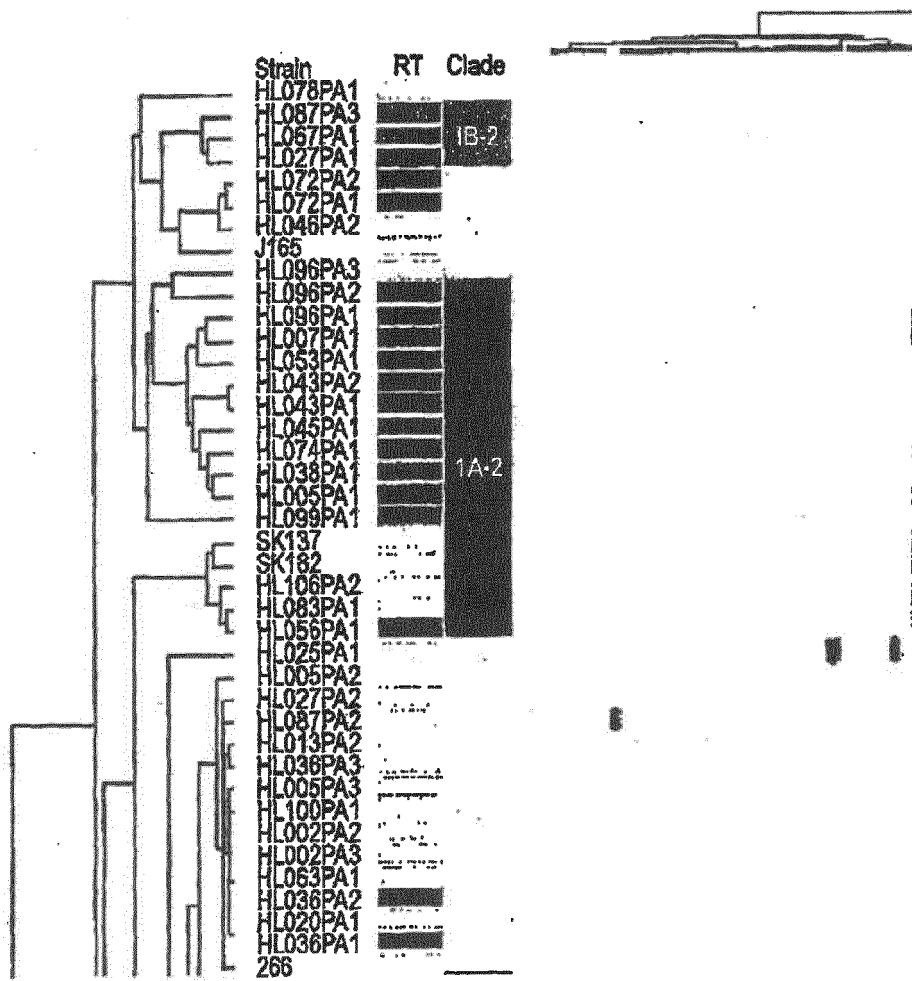 Strain RT Clade
HL078PA1
HL087PA3
HL067PA1 IB-2
HL027PA1
HL072PA2
HL072PA1
HL046PA2
J165
HL096PA3
HL096PA2
HL096PA1
HL007PA1
HL053PA1
HL043PA2
HL043PA1
HL045PA1
HL074PA1
HL038PA1 1A-2
HL005PA1
HL099PA1
SK137
SK182
HL106PA2
HL083PA1
HL056PA1
HL025PA1
HL005PA2
HL027PA2
HL087PA2
HL013PA2
HL036PA3
HL005PA3
HL100PA1
HL002PA2
HL002PA3
HL063PA1
HL036PA2
HL020PA1
HL036PA1
266